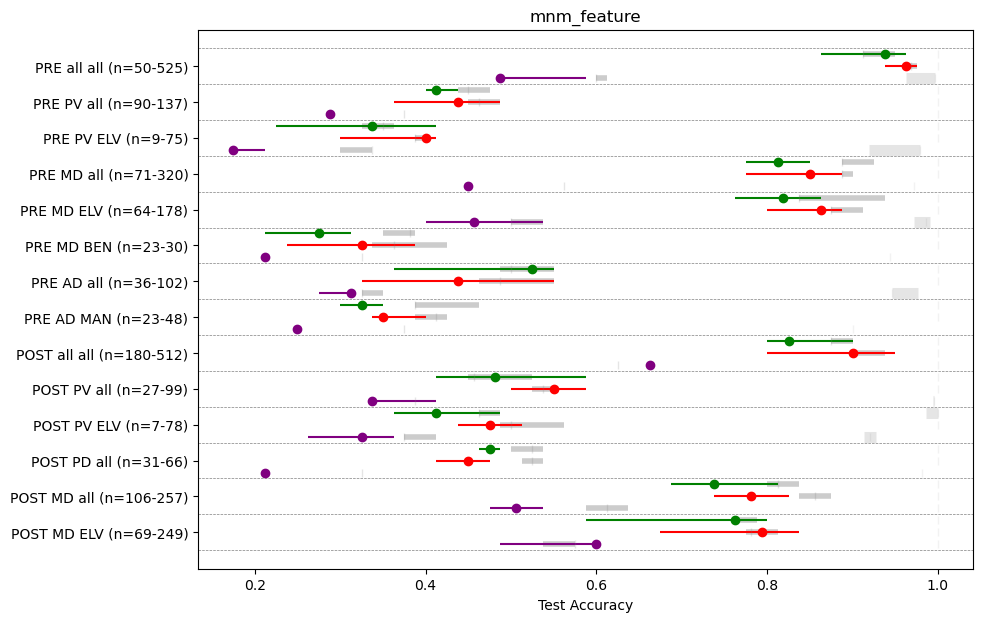 mnm_feature
PRE all all (n=50-525)
PRE PV all (n=90-137)
PRE PV ELV (n=9-75)
PRE MD all (n=71-320)
PRE MD ELV (n=64-178)
PRE MD BEN (n=23-30)
PRE AD all (n=36-102)
PRE AD MAN (n=23-48)
POST all all (n=180-512)
POST PV all (n=27-99)
POST PV ELV (n=7-78)
POST PD all (n=31-66)
POST MD all (n=106-257)
POST MD ELV (n=69-249)
0.2 0.4 0.6 0.8 1.0
Test Accuracy